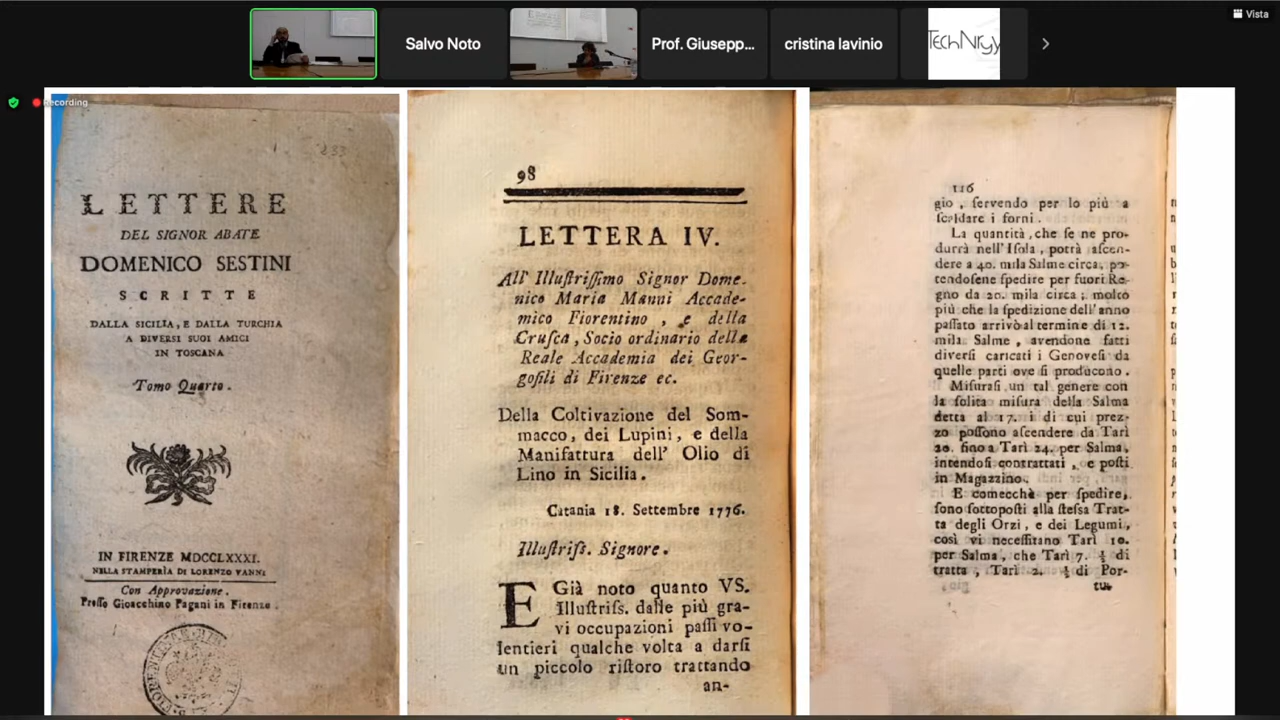 Salvo Noto
Prof. Giusepp...
cristina lavinio
TechNrgy
Vista
Recording
LETTERE
DEL SIGNOR ABATE
DOMENICO SESTINI
SCRITTE
DALLA SICILIA, E DALLA TURCHIA
A DIVERSI SUOI AMICI
IN TOSCANA
Tomo Quarto.
IN FIRENZE MDCCLXXXI.
NELLA STAMPERIA DI LORENZO VANNI
Con Approvazione.
Presso Gioacchino Pagani in Firenze.
98
LETTERA IV.
All' Illustrissimo Signor Dome-
nico Maria Manni Accade-
mico Fiorentino, e della
Crusca, Socio ordinario della
Reale Accademia dei Geor-
gofili di Firenze ec.
Della Coltivazione del Som-
macco, dei Lupini, e della
Manifattura dell' Olio di
Lino in Sicilia.
Catania 18. Settembre 1776.
Illustriss. Signore.
E Già noto quanto VS.
Illustriss. dalle più gra-
vi occupazioni passi vo-
lentieri qualche volta a darsi
un piccolo ristoro trattando
an-
116
gio, servendo per lo più a
scaldare i forni.
La quantità, che se ne pro-
durrà nell' Isola, potrà ascen-
dere a 40. mila Salme circa, po-
tendosene spedire per fuori Re-
gno da 20. mila circa; molto
più che la spedizione dell' anno
passato arrivò al termine di 12.
mila Salme, avendone fatti
diversi caricati i Genovesi da
quelle parti ove si producono.
Misurasi un tal genere con
la solita misura della Salma
detta al 17. i di cui prez-
zo possono ascendere da Tarì
20. fino a Tarì 24. per Salma,
intendosi contrattati, e posti
in Magazzino.
E comecchè per spedire,
sono sottoposti alla stessa Trat-
ta degli Orzi, e dei Legumi,
così vi necessitano Tarì 10.
per Salma, che Tarì 7. ½ di
tratta, Tarì 2. ½ di Por-
tu-